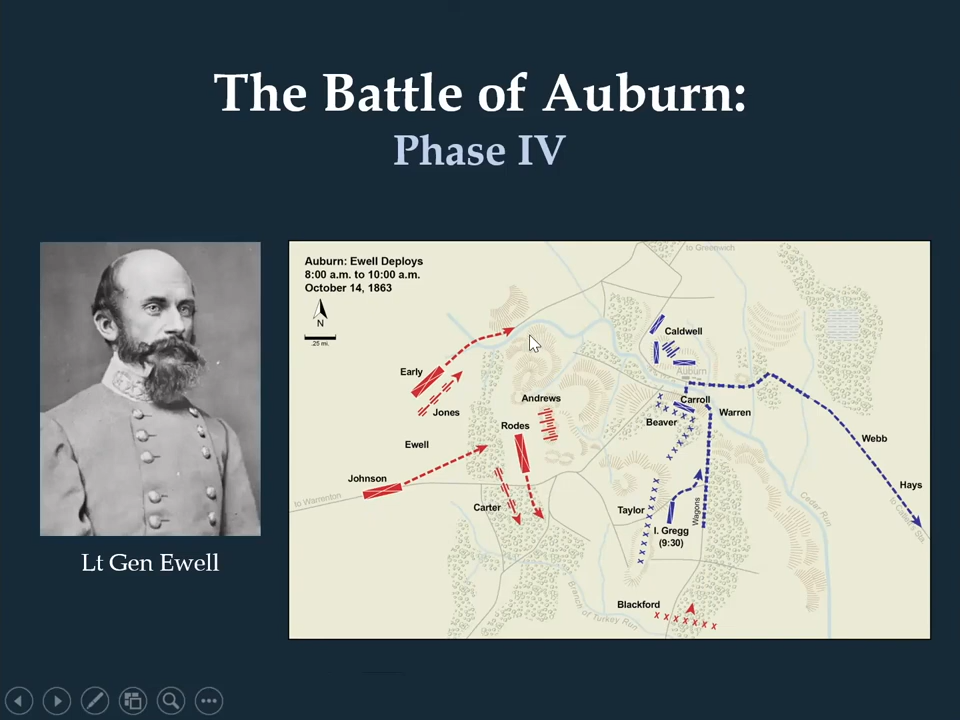 The Battle of Auburn:
Phase IV
Auburn: Ewell Deploys
8:00 a.m. to 10:00 a.m.
October 14, 1863
N
.25 mi.
to Greenwich
Caldwell
Early
Auburn
Jones
Andrews
Carroll
Warren
Rodes
Beaver
Ewell
Webb
Johnson
Hays
to Warrenton
Carter
Taylor
Wagons
Cedar Run
I. Gregg
(9:30)
Blackford
Branch of Turkey Run
Lt Gen Ewell